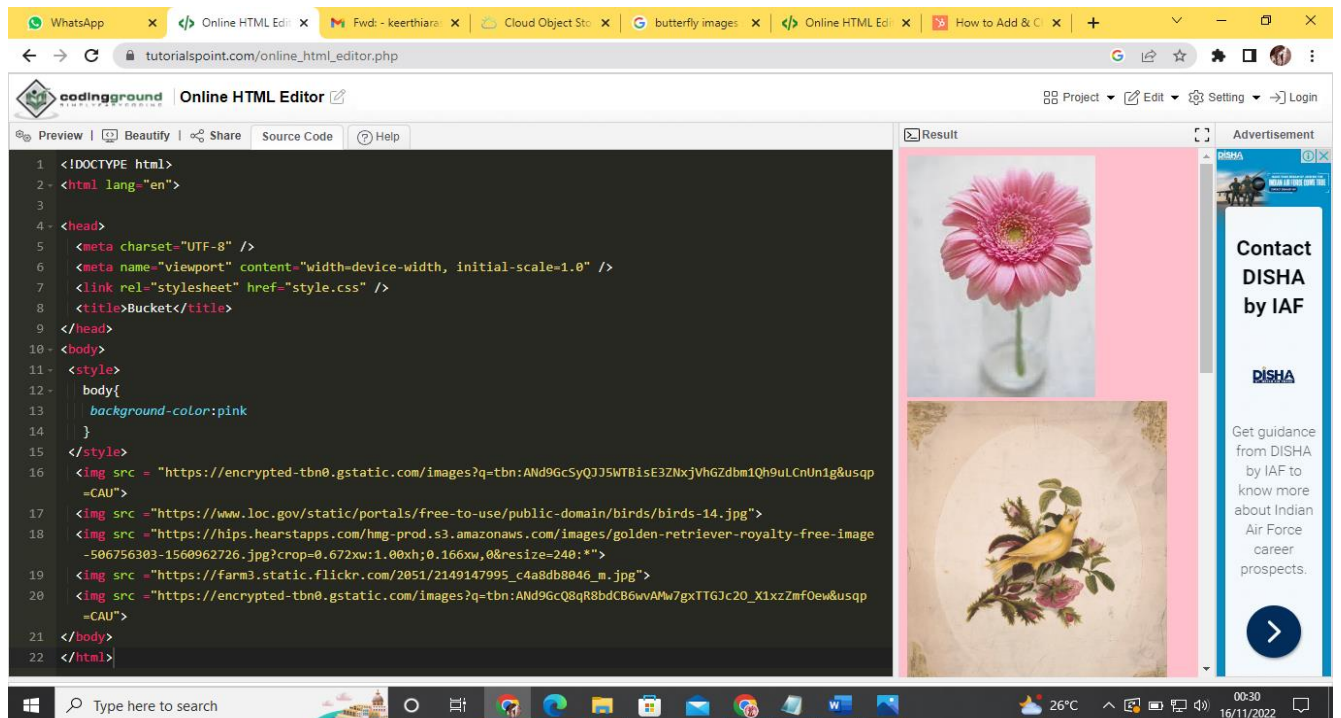 WhatsApp
Online HTML Edi
Fwd: - keerthiara
Cloud Object Sto
butterfly images
Online HTML Edi
How to Add & C
tutorialspoint.com/online_html_editor.php
codingground
SIMPLYEASYCODING
Online HTML Editor
Project
Edit
Setting
Login
Preview | Beautify | Share
Source Code
Help
Result
Advertisement
1 <!DOCTYPE html>
2 <html lang="en">
3
4 <head>
5 <meta charset="UTF-8" />
6 <meta name="viewport" content="width=device-width, initial-scale=1.0" />
7 <link rel="stylesheet" href="style.css" />
8 <title>Bucket</title>
9 </head>
10 <body>
11 <style>
12 body{
13 background-color:pink
14 }
15 </style>
16 <img src = "https://encrypted-tbn0.gstatic.com/images?q=tbn:ANd9GcSyQJJ5WTBisE3ZNxjVhGZdbm1Qh9uLCnUn1g&usqp
=CAU">
17 <img src ="https://www.loc.gov/static/portals/free-to-use/public-domain/birds/birds-14.jpg">
18 <img src ="https://hips.hearstapps.com/hmg-prod.s3.amazonaws.com/images/golden-retriever-royalty-free-image
-506756303-1560962726.jpg?crop=0.672xw:1.00xh;0.166xw,0&resize=240:*">
19 <img src ="https://farm3.static.flickr.com/2051/2149147995_c4a8db8046_m.jpg">
20 <img src ="https://encrypted-tbn0.gstatic.com/images?q=tbn:ANd9GcQ8qR8bdCB6wvAMw7gxTTGJc2O_X1xzZmfOew&usqp
=CAU">
21 </body>
22 </html>
DISHA
Contact
DISHA
by IAF
DISHA
Get guidance
from DISHA
by IAF to
know more
about Indian
Air Force
career
prospects.
Type here to search
26°C
00:30
16/11/2022